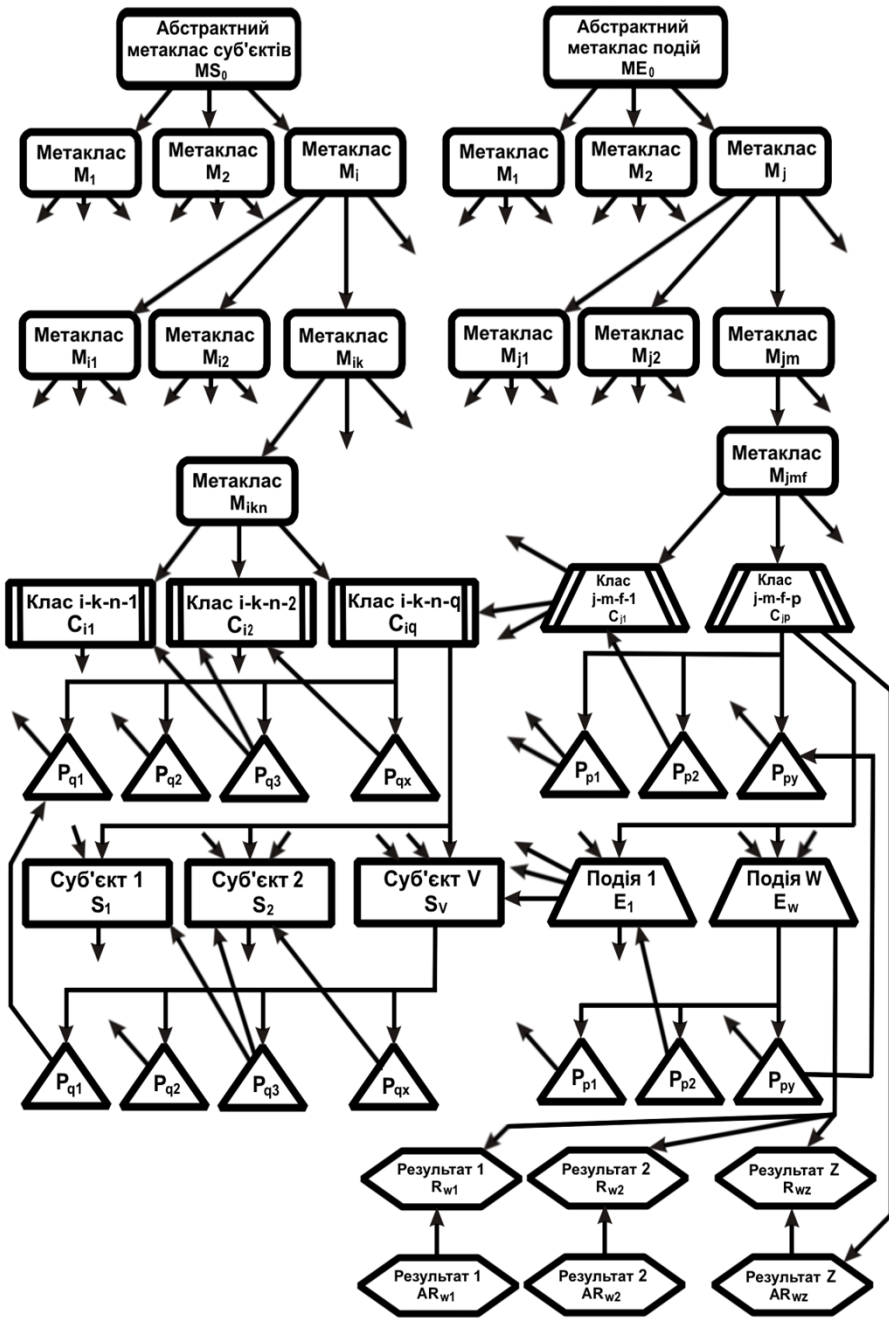 Абстрактний
метаклас суб'єктів
MS₀
Абстрактний
метаклас подій
ME₀
Метаклас
M₁
Метаклас
M₂
Метаклас
Mᵢ
Метаклас
M₁
Метаклас
M₂
Метаклас
Mj
Метаклас
Mi1
Метаклас
Mi2
Метаклас
Mik
Метаклас
Mj1
Метаклас
Mj2
Метаклас
Mjm
Метаклас
Mikn
Метаклас
Mjmf
Клас i-k-n-1
Ci1
Клас i-k-n-2
Ci2
Клас i-k-n-q
Ciq
Клас
j-m-f-1
Cj1
Клас
j-m-f-p
Cjp
Pq1
Pq2
Pq3
Pqx
Pp1
Pp2
Ppy
Суб'єкт 1
S₁
Суб'єкт 2
S₂
Суб'єкт V
SV
Подія 1
E₁
Подія W
Ew
Pq1
Pq2
Pq3
Pqx
Pp1
Pp2
Ppy
Результат 1
Rw1
Результат 2
Rw2
Результат Z
Rwz
Результат 1
ARw1
Результат 2
ARw2
Результат Z
ARwz